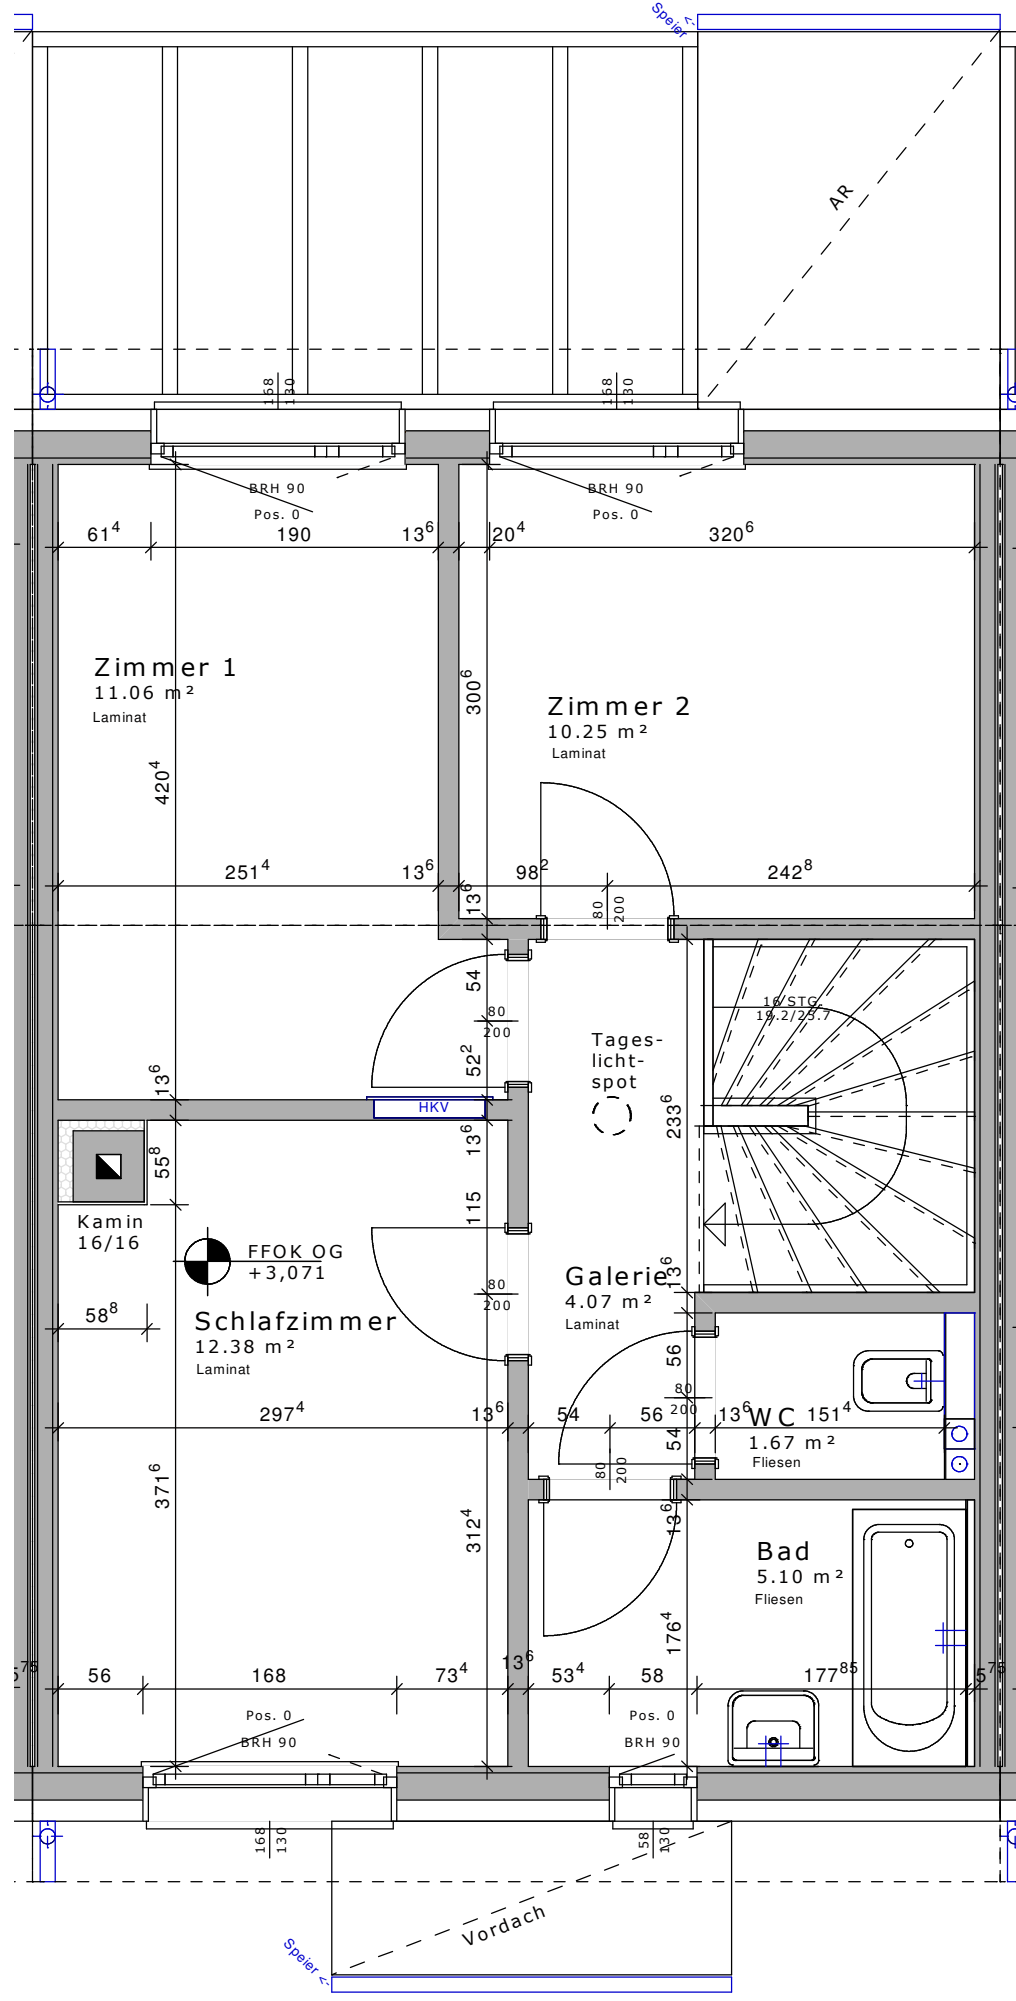 Speier <-
AR
168
130
168
130
BRH 90
Pos. 0
BRH 90
Pos. 0
61⁴
190
13⁶
20⁴
320⁶
Zimmer 1
11.06 m²
Laminat
300⁶
Zimmer 2
10.25 m²
Laminat
420⁴
251⁴
13⁶
98²
242⁸
13⁶
80
200
54
80
200
16 STG.
19.2/25.7
Tages-
licht-
spot
52²
13⁶
HKV
233⁶
13⁶
55⁸
115
Kamin
16/16
FFOK OG
+3,071
Galerie
4.07 m²
Laminat
13⁶
80
200
58⁸
Schlafzimmer
12.38 m²
Laminat
56
80
200
297⁴
13⁶
54
56
13⁶
WC
151⁴
1.67 m²
Fliesen
54
80
200
371⁶
312⁴
13⁶
Bad
5.10 m²
Fliesen
176⁴
5⁷⁵
56
168
73⁴
13⁶
53⁴
58
177⁸⁵
5⁷⁵
Pos. 0
BRH 90
Pos. 0
BRH 90
168
130
58
130
Vordach
Speier <-